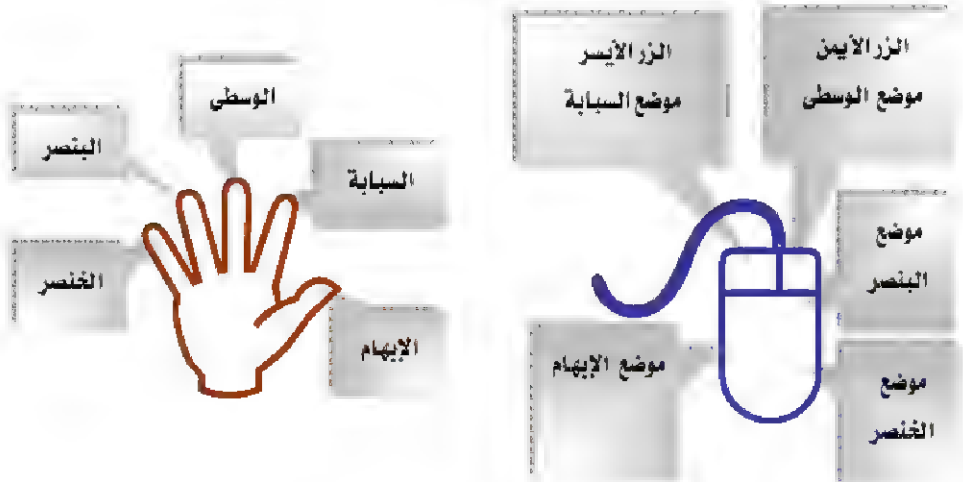 الزر الأيمن
موضع الوسطى
الزر الأيسر
موضع السبابة
موضع
البنصر
موضع
الخنصر
موضع الإبهام
الوسطى
السبابة
البنصر
الخنصر
الإبهام